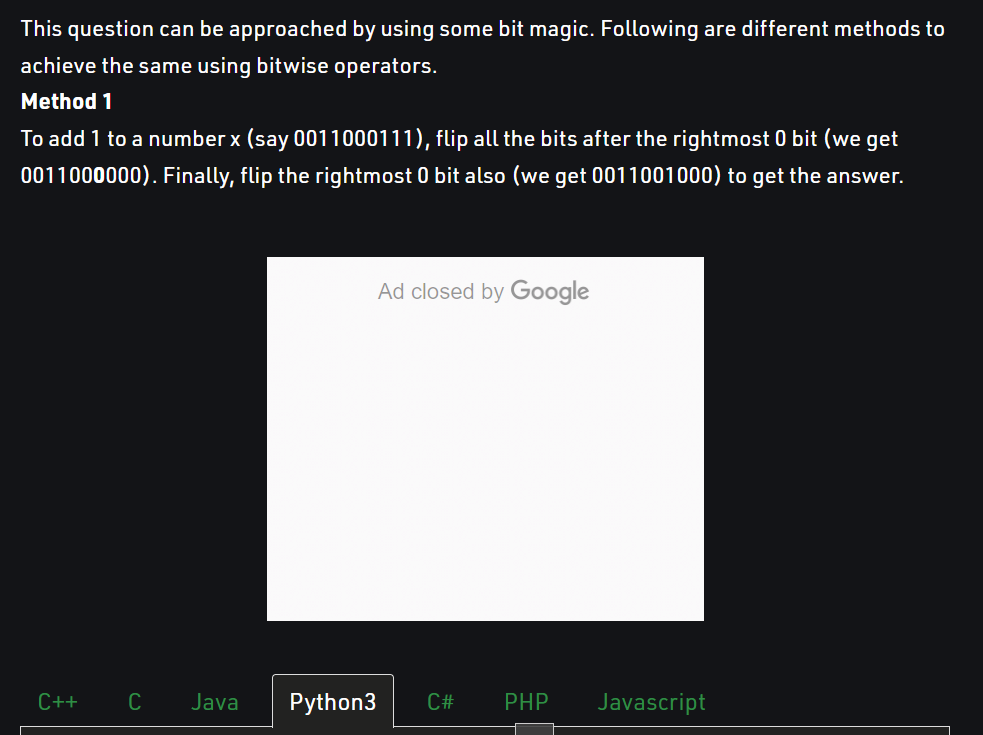 This question can be approached by using some bit magic. Following are different methods to
achieve the same using bitwise operators.
Method 1
To add 1 to a number x (say 0011000111), flip all the bits after the rightmost 0 bit (we get
0011000000). Finally, flip the rightmost 0 bit also (we get 0011001000) to get the answer.
Ad closed by Google
C++ C Java Python3 C# PHP Javascript